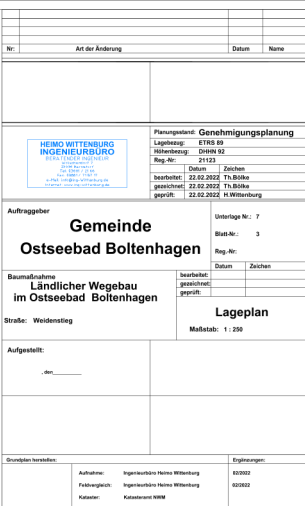 Nr: Art der Änderung Datum Name
Planungsstand: Genehmigungsplanung
Lagebezug: ETRS 89
Höhenbezug: DHHN 92
Reg.-Nr: 21123
Datum Zeichen
bearbeitet: 22.02.2022 Th.Bölke
gezeichnet: 22.02.2022 Th.Bölke
geprüft: 22.02.2022 H.Wittenburg
HEIMO WITTENBURG
INGENIEURBÜRO
BERATENDER INGENIEUR
Auftraggeber
Gemeinde
Ostseebad Boltenhagen
Unterlage Nr.: 7
Blatt-Nr.: 3
Reg.-Nr:
Datum Zeichen
bearbeitet:
gezeichnet:
geprüft:
Baumaßnahme
Ländlicher Wegebau
im Ostseebad Boltenhagen
Straße: Weidenstieg
Lageplan
Maßstab: 1 : 250
Aufgestellt:
, den__________
Grundplan herstellen: Ergänzungen:
Aufnahme: Ingenieurbüro Heimo Wittenburg 02/2022
Feldvergleich: Ingenieurbüro Heimo Wittenburg 02/2022
Kataster: Katasteramt NWM